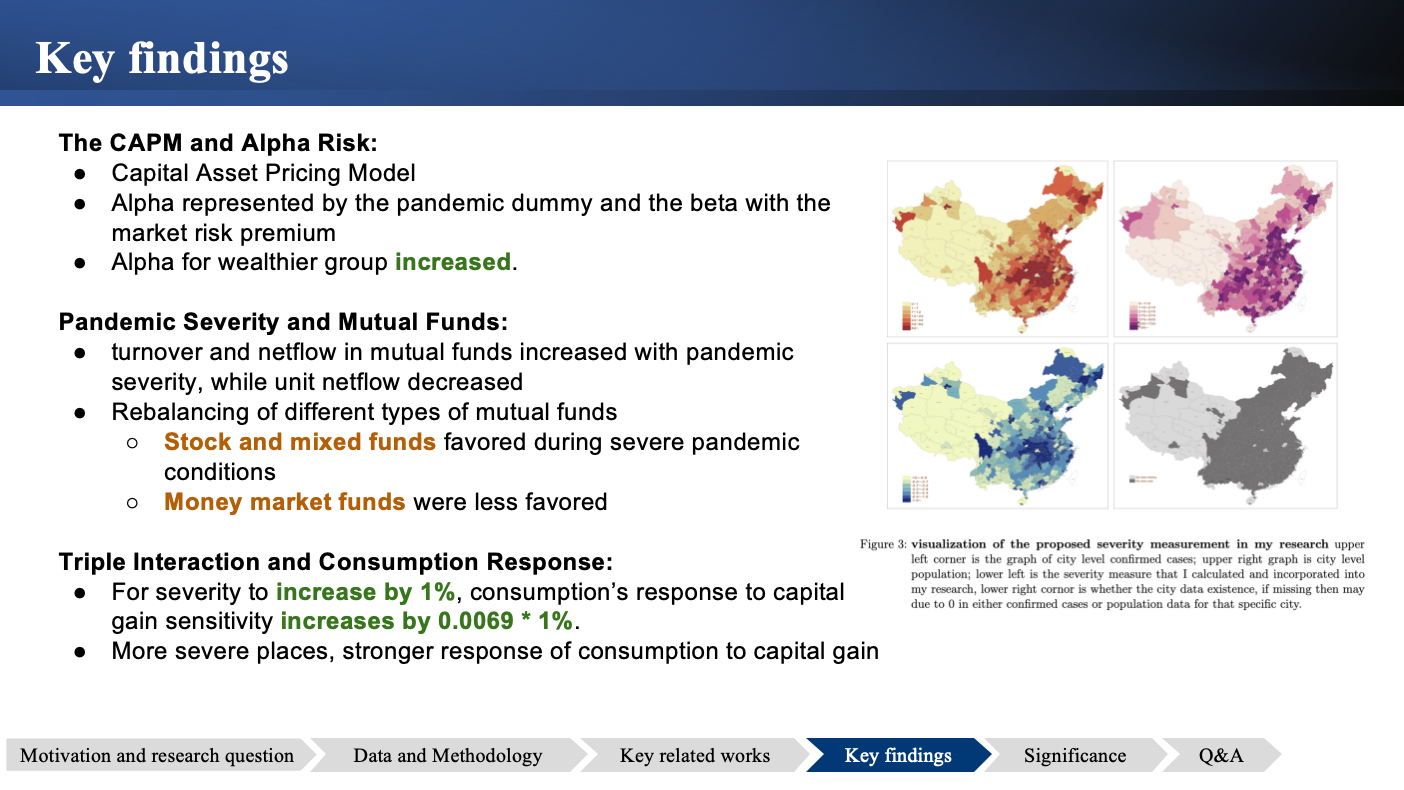 Key findings
The CAPM and Alpha Risk:
● Capital Asset Pricing Model
● Alpha represented by the pandemic dummy and the beta with the
market risk premium
● Alpha for wealthier group increased.
Pandemic Severity and Mutual Funds:
● turnover and netflow in mutual funds increased with pandemic
severity, while unit netflow decreased
● Rebalancing of different types of mutual funds
○ Stock and mixed funds favored during severe pandemic
conditions
○ Money market funds were less favored
Triple Interaction and Consumption Response:
● For severity to increase by 1%, consumption’s response to capital
gain sensitivity increases by 0.0069 * 1%.
● More severe places, stronger response of consumption to capital gain
Figure 3: visualization of the proposed severity measurement in my research upper
left corner is the graph of city level confirmed cases; upper right graph is city level
population; lower left is the severity measure that I calculated and incorporated into
my research, lower right cornor is whether the city data existence, if missing then may
due to 0 in either confirmed cases or population data for that specific city.
Motivation and research question
Data and Methodology
Key related works
Key findings
Significance
Q&A